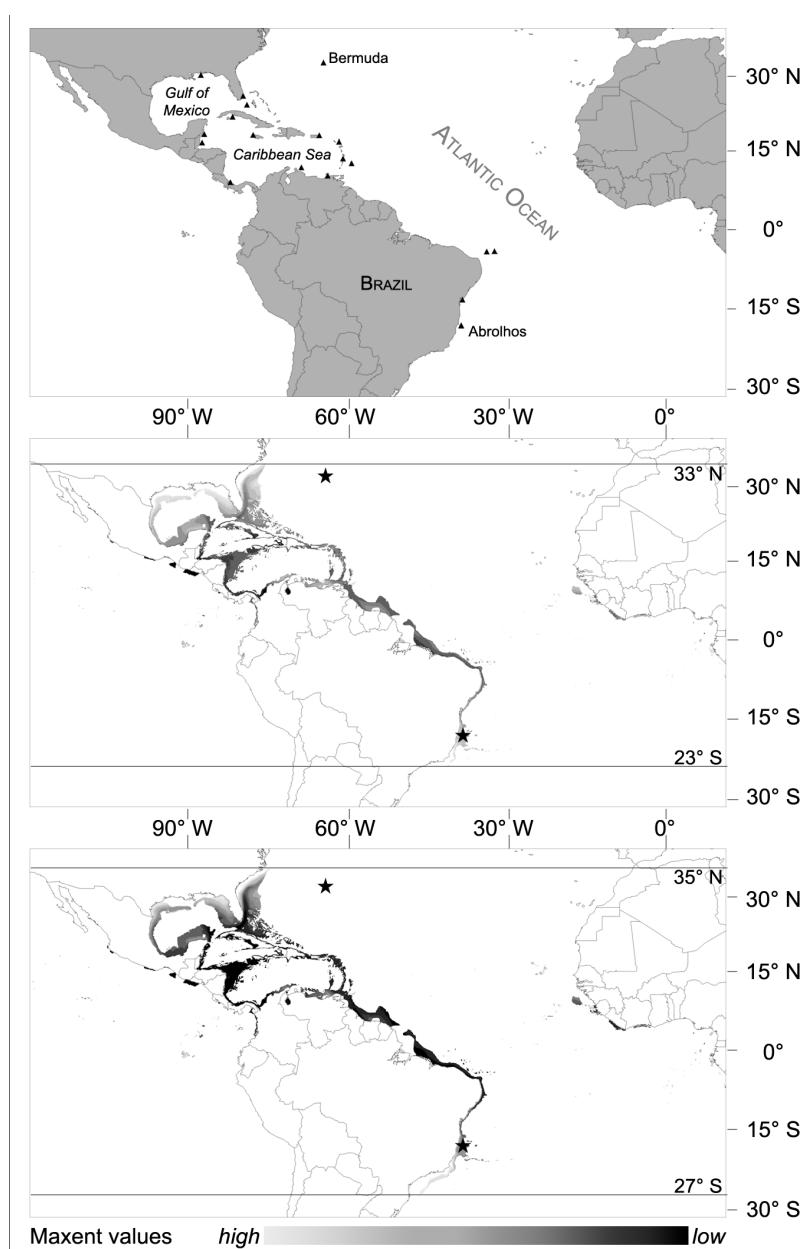 Bermuda
30° N
Gulf of
Mexico
15° N
Caribbean Sea
ATLANTIC OCEAN
0°
BRAZIL
15° S
Abrolhos
30° S
90° W 60° W 30° W 0°
33° N
30° N
15° N
0°
15° S
23° S
30° S
90° W 60° W 30° W 0°
35° N
30° N
15° N
0°
15° S
27° S
30° S
Maxent values high low